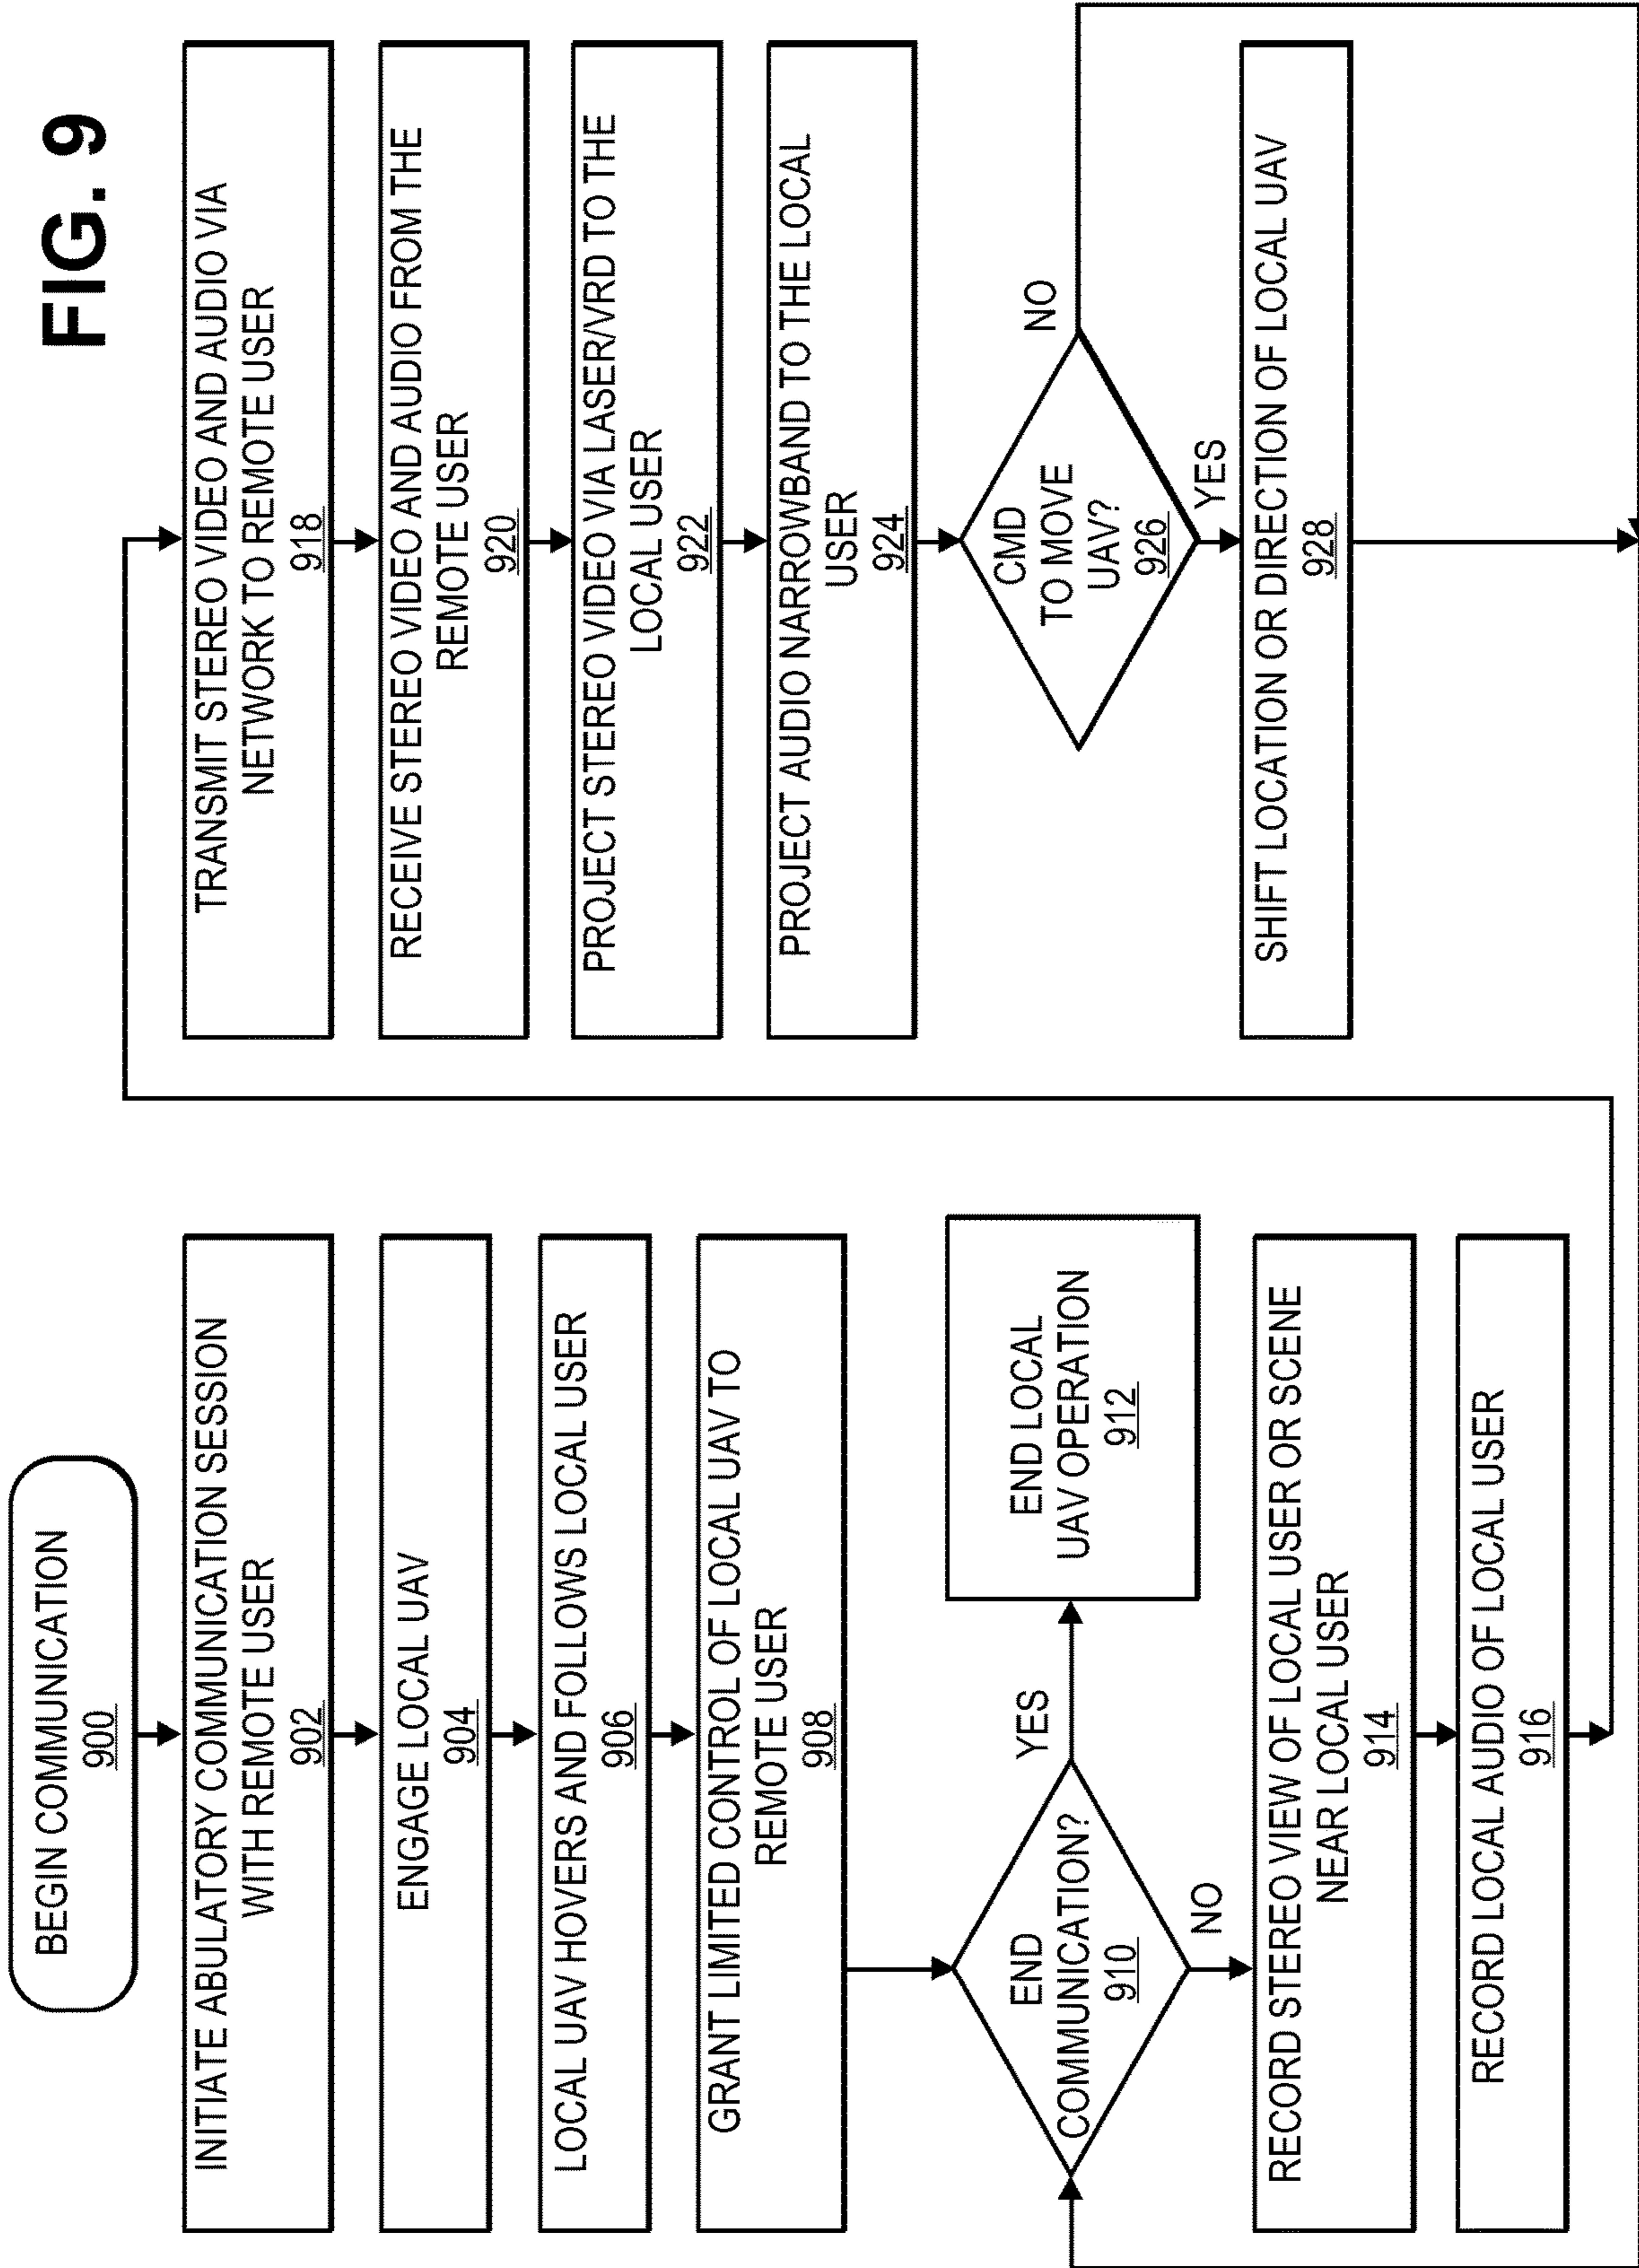 FIG. 9
BEGIN COMMUNICATION
900
INITIATE ABULATORY COMMUNICATION SESSION
WITH REMOTE USER
902
ENGAGE LOCAL UAV
904
LOCAL UAV HOVERS AND FOLLOWS LOCAL USER
906
GRANT LIMITED CONTROL OF LOCAL UAV TO
REMOTE USER
908
END
COMMUNICATION?
910
YES
NO
END LOCAL
UAV OPERATION
912
RECORD STEREO VIEW OF LOCAL USER OR SCENE
NEAR LOCAL USER
914
RECORD LOCAL AUDIO OF LOCAL USER
916
TRANSMIT STEREO VIDEO AND AUDIO VIA
NETWORK TO REMOTE USER
918
RECEIVE STEREO VIDEO AND AUDIO FROM THE
REMOTE USER
920
PROJECT STEREO VIDEO VIA LASER/VRD TO THE
LOCAL USER
922
PROJECT AUDIO NARROWBAND TO THE LOCAL
USER
924
CMD
TO MOVE
UAV?
926
NO
YES
SHIFT LOCATION OR DIRECTION OF LOCAL UAV
928